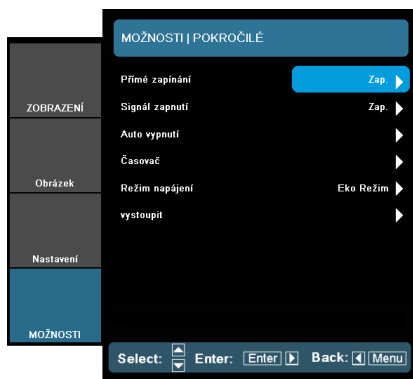 MOŽNOSTI | POKROČILÉ
ZOBRAZENÍ
Obrázek
Nastavení
MOŽNOSTI
Přímé zapínání Zap.
Signál zapnutí Zap.
Auto vypnutí
Časovač
Režim napájení Eko Režim
vystoupit
Select: Enter: Enter Back: Menu